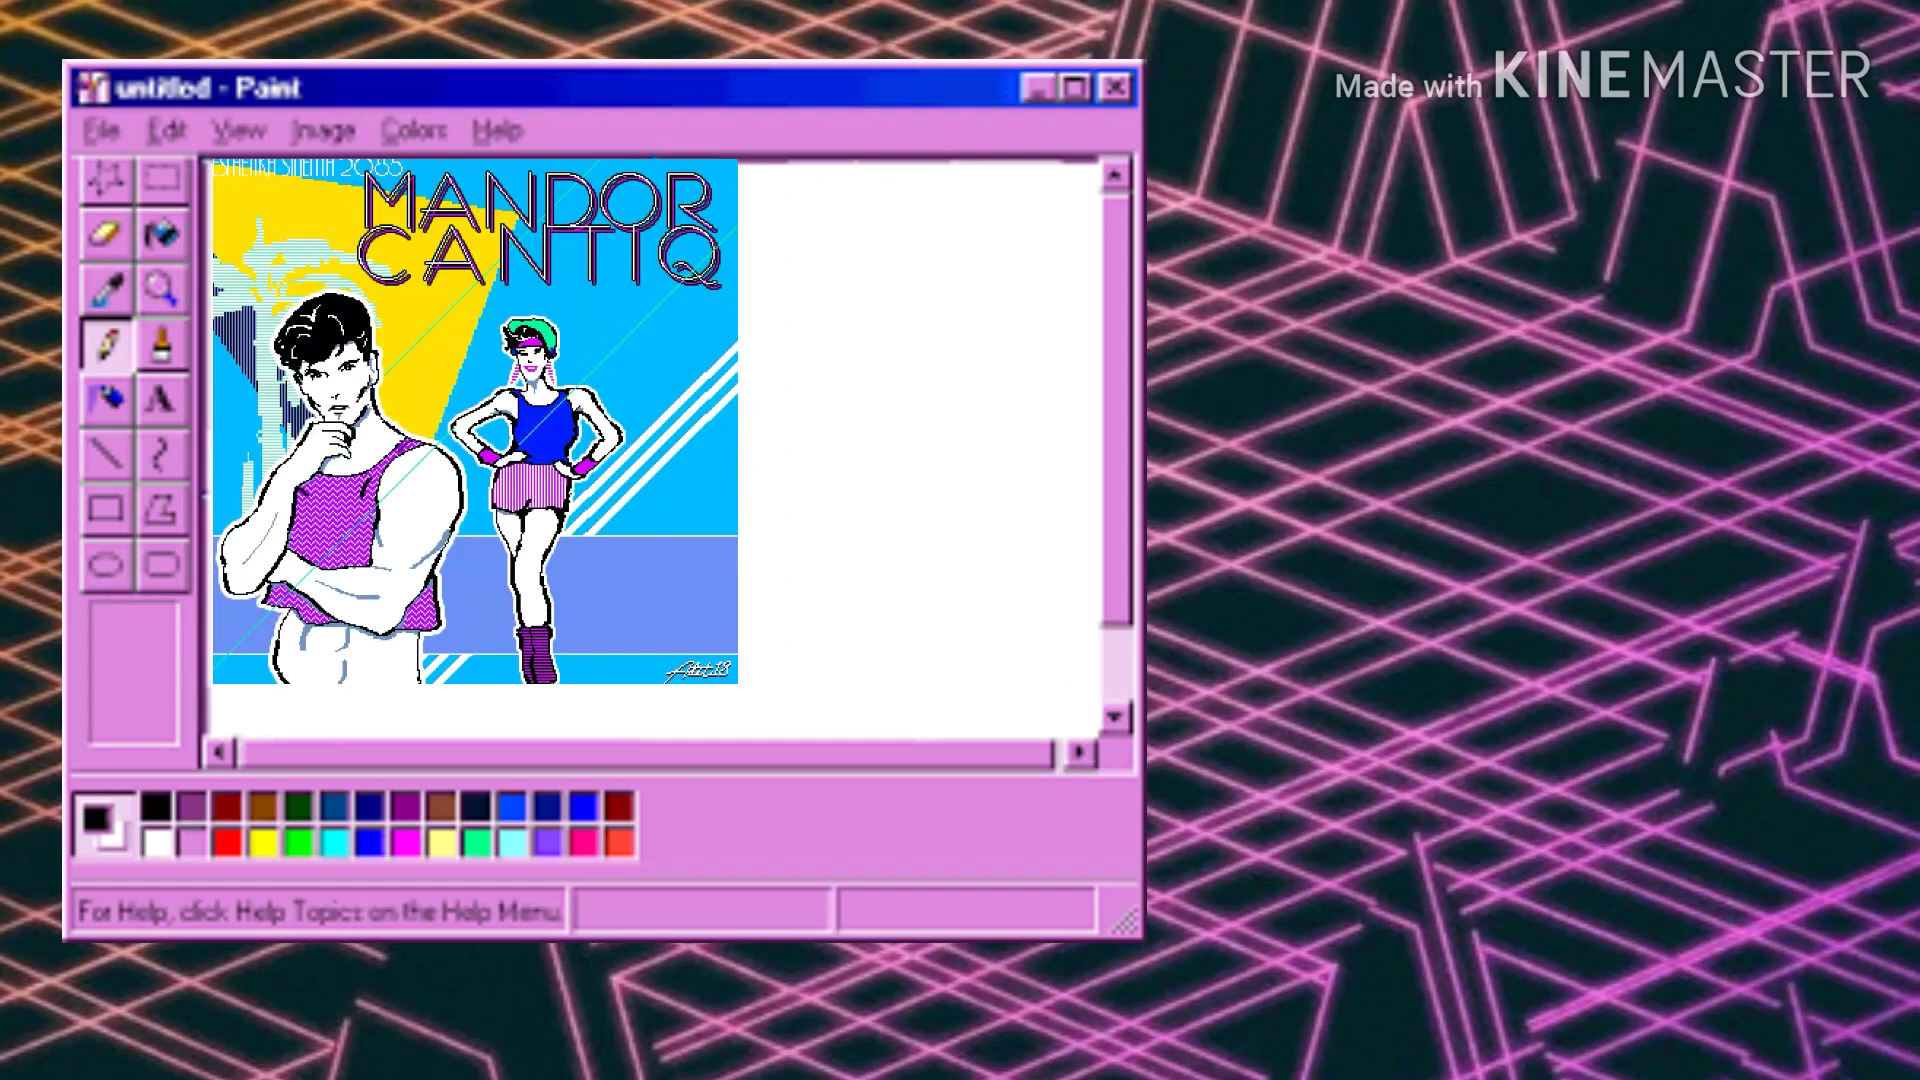 Made with KINEMASTER
untitled - Paint
File Edit View Image Colors Help
MANDOR
CANTIQ
For Help, click Help Topics on the Help Menu.